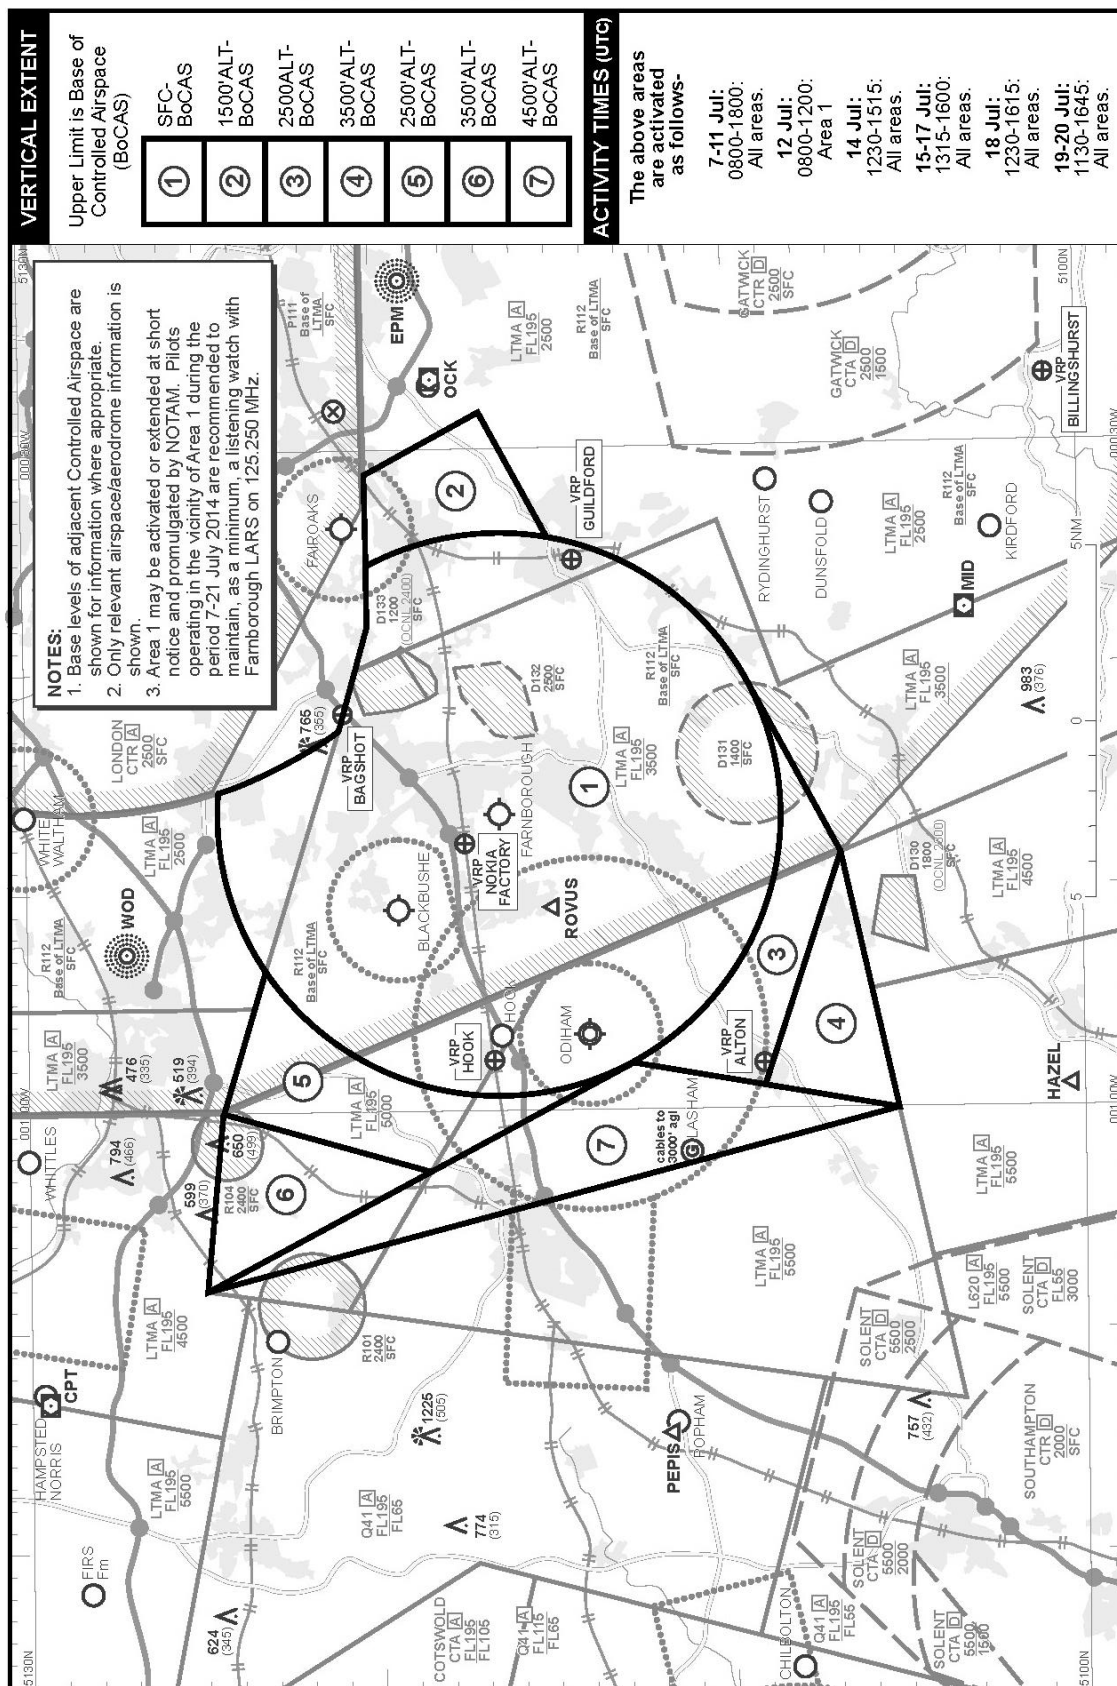 VERTICAL EXTENT
Upper Limit is Base of
Controlled Airspace
(BoCAS)
1
SFC-
BoCAS
2
1500'ALT-
BoCAS
3
2500ALT-
BoCAS
4
3500'ALT-
BoCAS
5
2500'ALT-
BoCAS
6
3500'ALT-
BoCAS
7
4500'ALT-
BoCAS
ACTIVITY TIMES (UTC)
The above areas
are activated
as follows-
7-11 Jul:
0800-1800:
All areas.
12 Jul:
0800-1200:
Area 1
14 Jul:
1230-1515:
All areas.
15-17 Jul:
1315-1600:
All areas.
18 Jul:
1230-1615:
All areas.
19-20 Jul:
1130-1645:
All areas.
NOTES:
1. Base levels of adjacent Controlled Airspace are
shown for information where appropriate.
2. Only relevant airspace/aerodrome information is
shown.
3. Area 1 may be activated or extended at short
notice and promulgated by NOTAM. Pilots
operating in the vicinity of Area 1 during the
period 7-21 July 2014 are recommended to
maintain, as a minimum, a listening watch with
Farnborough LARS on 125.250 MHz.
5130N
5130N
000 30W
000 30W
001 00W
001 00W
5100N
5100N
HAMPSTED
NORRIS
CPT
FIRS
Fm
WHITTLES
WHITE
WALTHAM
WOD
LONDON
CTR A
2500
SFC
P111
Base of
LTMA
SFC
EPM
OCK
FAIROAKS
LTMA A
FL195
5500
LTMA A
FL195
4500
LTMA A
FL195
3500
LTMA A
FL195
2500
R112
Base of LTMA
SFC
R112
Base of LTMA
SFC
624
(345)
794
(466)
476
(335)
519
(394)
599
(370)
650
(499)
765
(355)
R104
2400
SFC
R101
2400
SFC
BRIMPTON
1225
(505)
774
(315)
Q41 A
FL195
FL65
COTSWOLD
CTA A
FL195
FL105
Q41 A
FL115
FL65
CHILBOLTON
Q41 A
FL195
FL55
PEPIS
POPHAM
6
5
7
3
4
1
2
LTMA A
FL195
5000
VRP
HOOK
HOOK
ODIHAM
BLACKBUSHE
VRP
NOKIA
FACTORY
FARNBOROUGH
ROVUS
VRP
BAGSHOT
D133
1200
(OCNL 2400)
SFC
D132
2500
SFC
R112
Base of LTMA
SFC
LTMA A
FL195
3500
D131
1400
SFC
VRP
GUILDFORD
LTMA A
FL195
2500
R112
Base of LTMA
SFC
GATWICK
CTR D
2500
SFC
GATWICK
CTA D
2500
1500
VRP
BILLINGSHURST
RYDINGHURST
DUNSFOLD
LTMA A
FL195
2500
R112
Base of LTMA
SFC
KIRDFORD
MID
LTMA A
FL195
3500
983
(376)
D130
1800
SFC
LTMA A
FL195
4500
VRP
ALTON
cables to
3000' agl
G
LASHAM
HAZEL
LTMA A
FL195
5500
LTMA A
FL195
5500
L620 A
FL195
5500
SOLENT
CTA D
FL55
3000
SOLENT
CTA D
5500
2500
757
(432)
SOUTHAMPTON
CTR D
2000
SFC
SOLENT
CTA D
5500
2000
SOLENT
CTA D
5500
1500
5
0
5NM